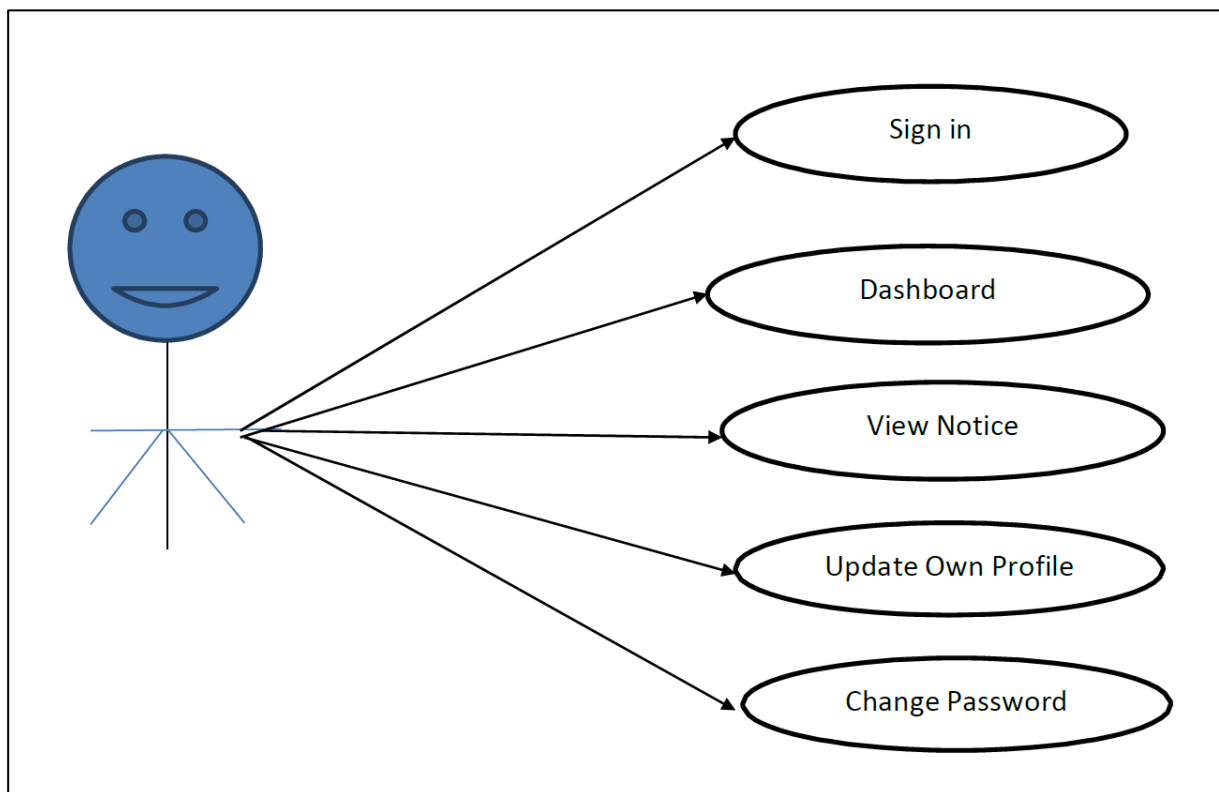 Sign in
Dashboard
View Notice
Update Own Profile
Change Password